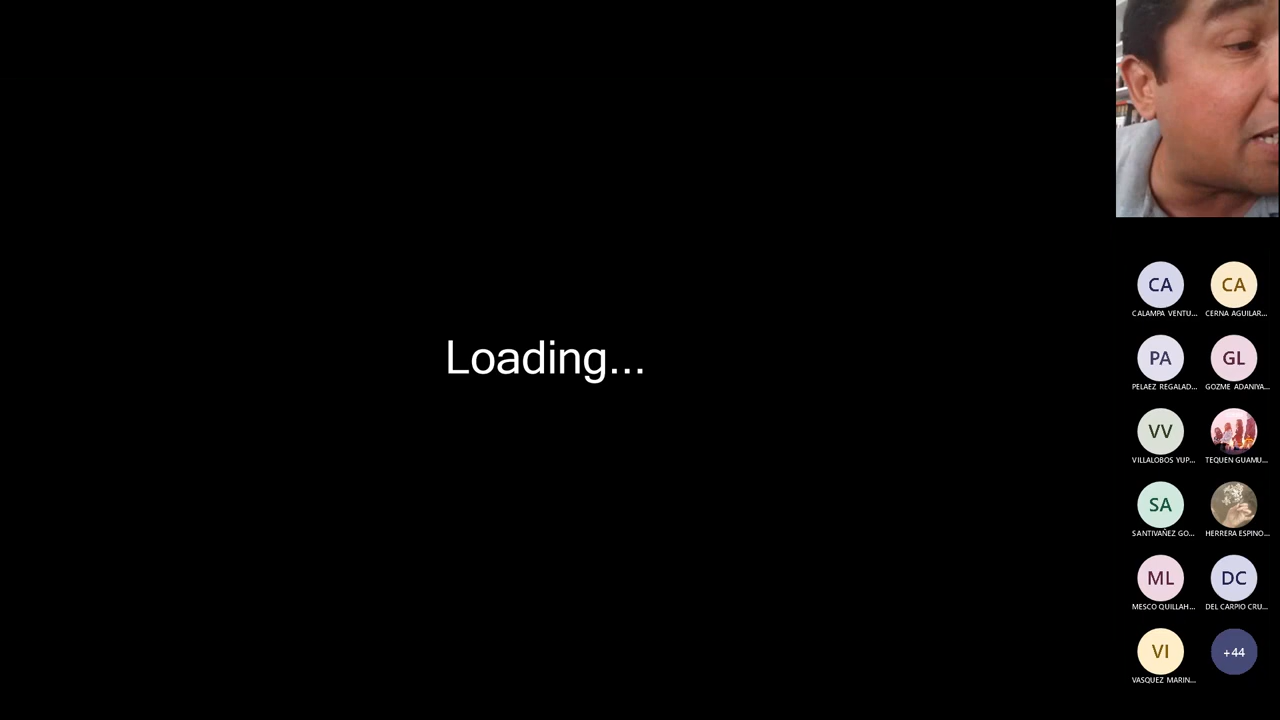 Loading...
CA CA
CALAMPA VENTU... CERNA AGUILAR...
PA GL
PELAEZ REGALAD... GOZME ADANIYA...
VV
VILLALOBOS YUP... TEQUEN GUAMU...
SA
SANTIVAÑEZ GO... HERRERA ESPINO...
ML DC
MESCO QUILLAH... DEL CARPIO CRU...
VI +44
VASQUEZ MARIN...